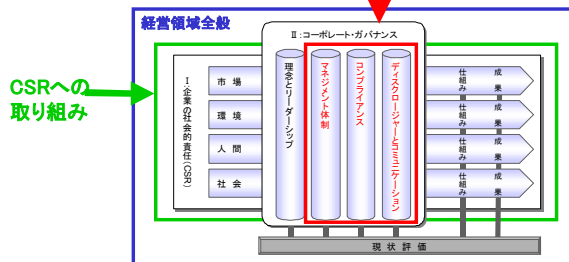 経営領域全般
Ⅱ:コーポレート・ガバナンス
CSRへの
取り組み
Ⅰ:企業の社会的責任(CSR)
市 場
環 境
人 間
社 会
理念とリーダーシップ
マネジメント体制
コンプライアンス
ディスクロージャーとコミュニケーション
仕組み
成 果
仕組み
成 果
仕組み
成 果
仕組み
成 果
現 状 評 価